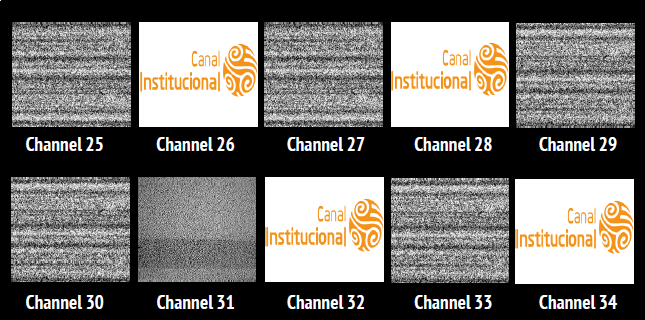 Canal
Institucional
Canal
Institucional
Channel 25
Channel 26
Channel 27
Channel 28
Channel 29
Canal
Institucional
Canal
Institucional
Channel 30
Channel 31
Channel 32
Channel 33
Channel 34